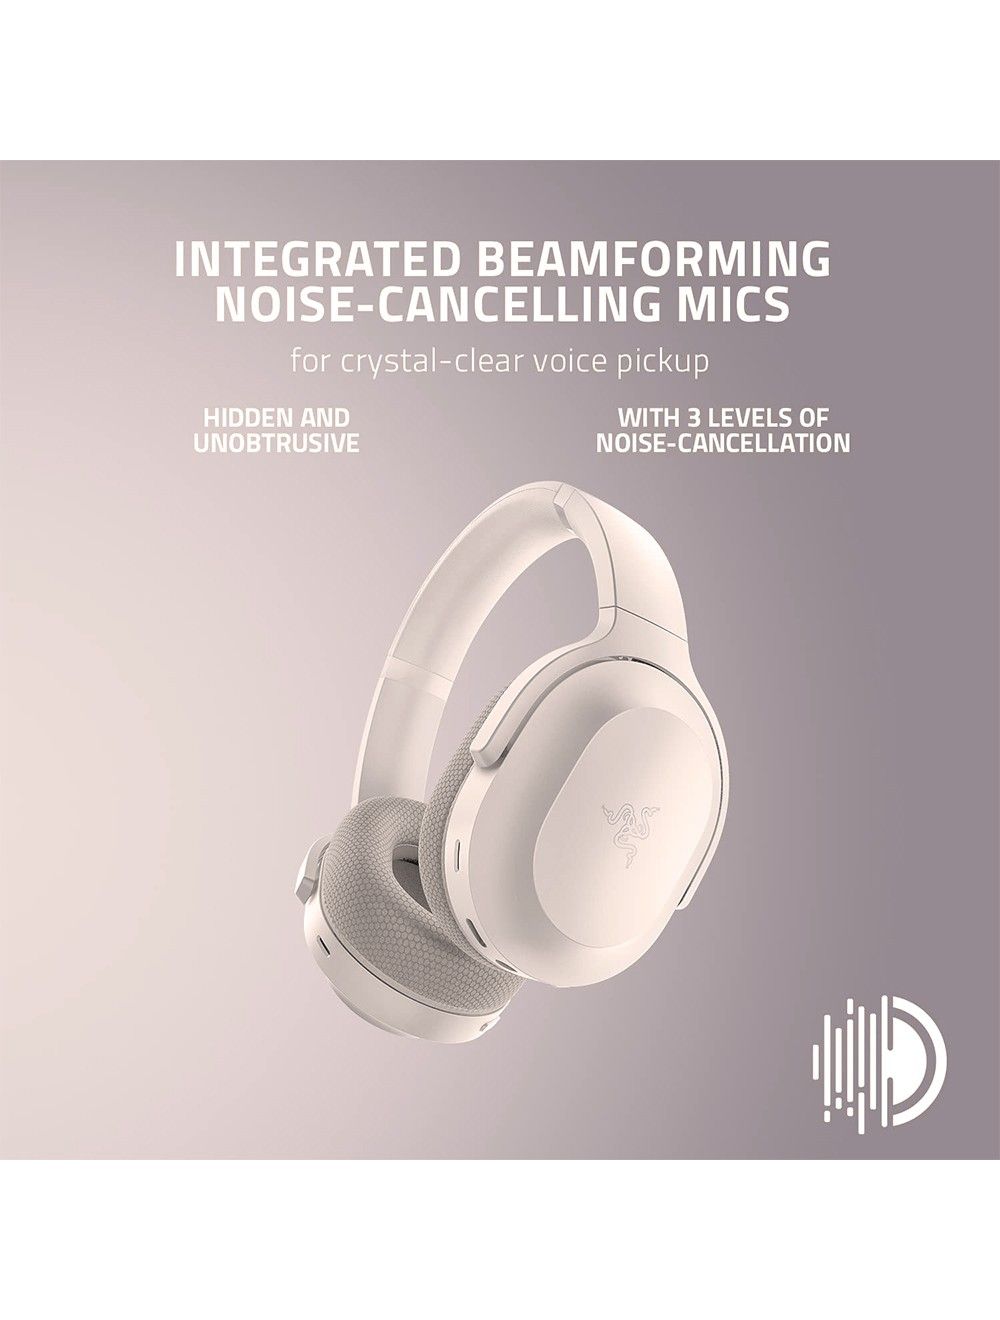 INTEGRATED BEAMFORMING
NOISE-CANCELLING MICS
for crystal-clear voice pickup
HIDDEN AND
UNOBTRUSIVE
WITH 3 LEVELS OF
NOISE-CANCELLATION